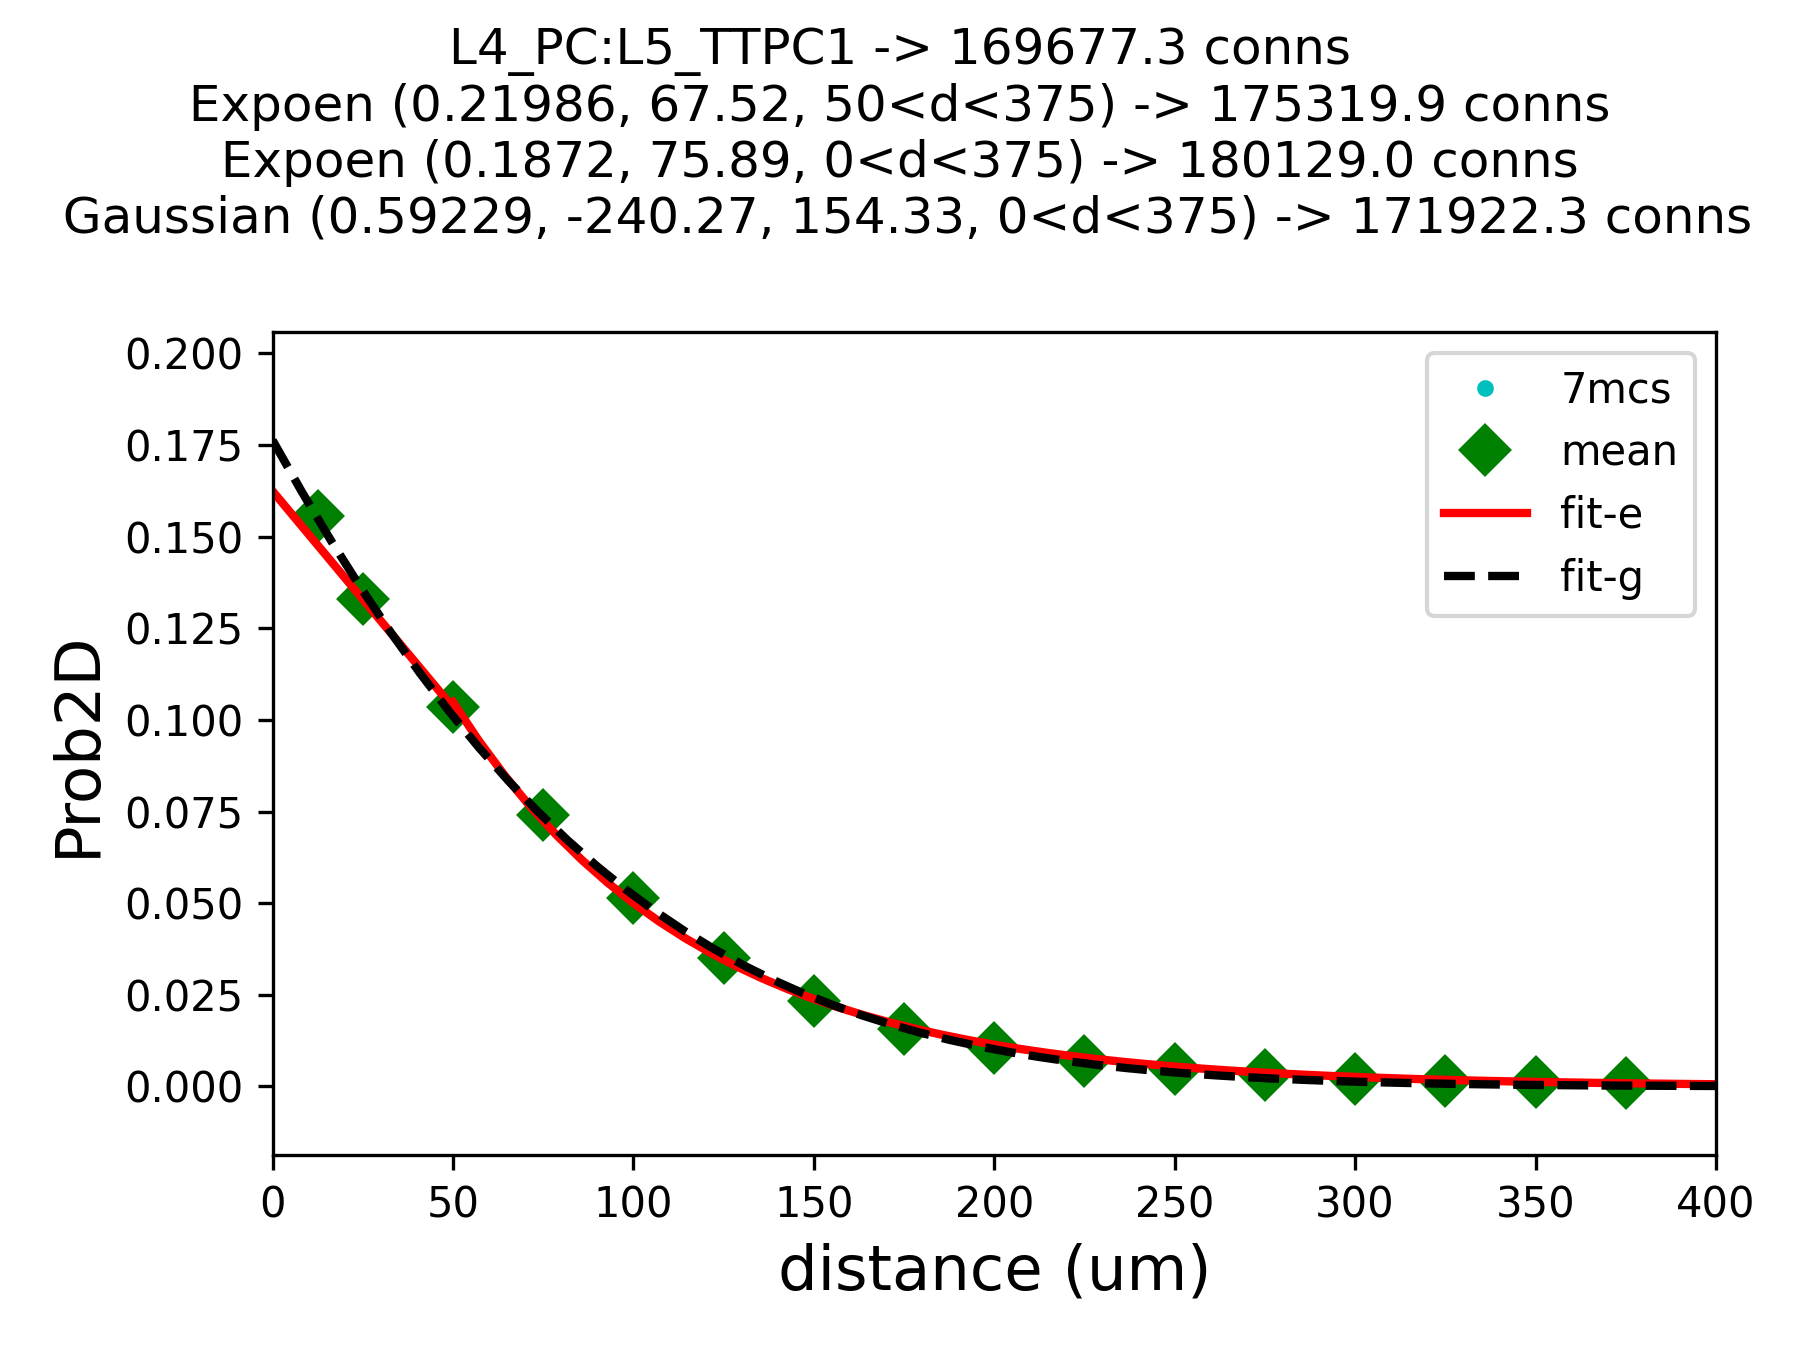 L4_PC:L5_TTPC1 -> 169677.3 conns
Expoen (0.21986, 67.52, 50<d<375) -> 175319.9 conns
Expoen (0.1872, 75.89, 0<d<375) -> 180129.0 conns
Gaussian (0.59229, -240.27, 154.33, 0<d<375) -> 171922.3 conns
0.200
0.175
0.150
0.125
0.100
0.075
0.050
0.025
0.000
Prob2D
7mcs
mean
fit-e
fit-g
0 50 100 150 200 250 300 350 400
distance (um)